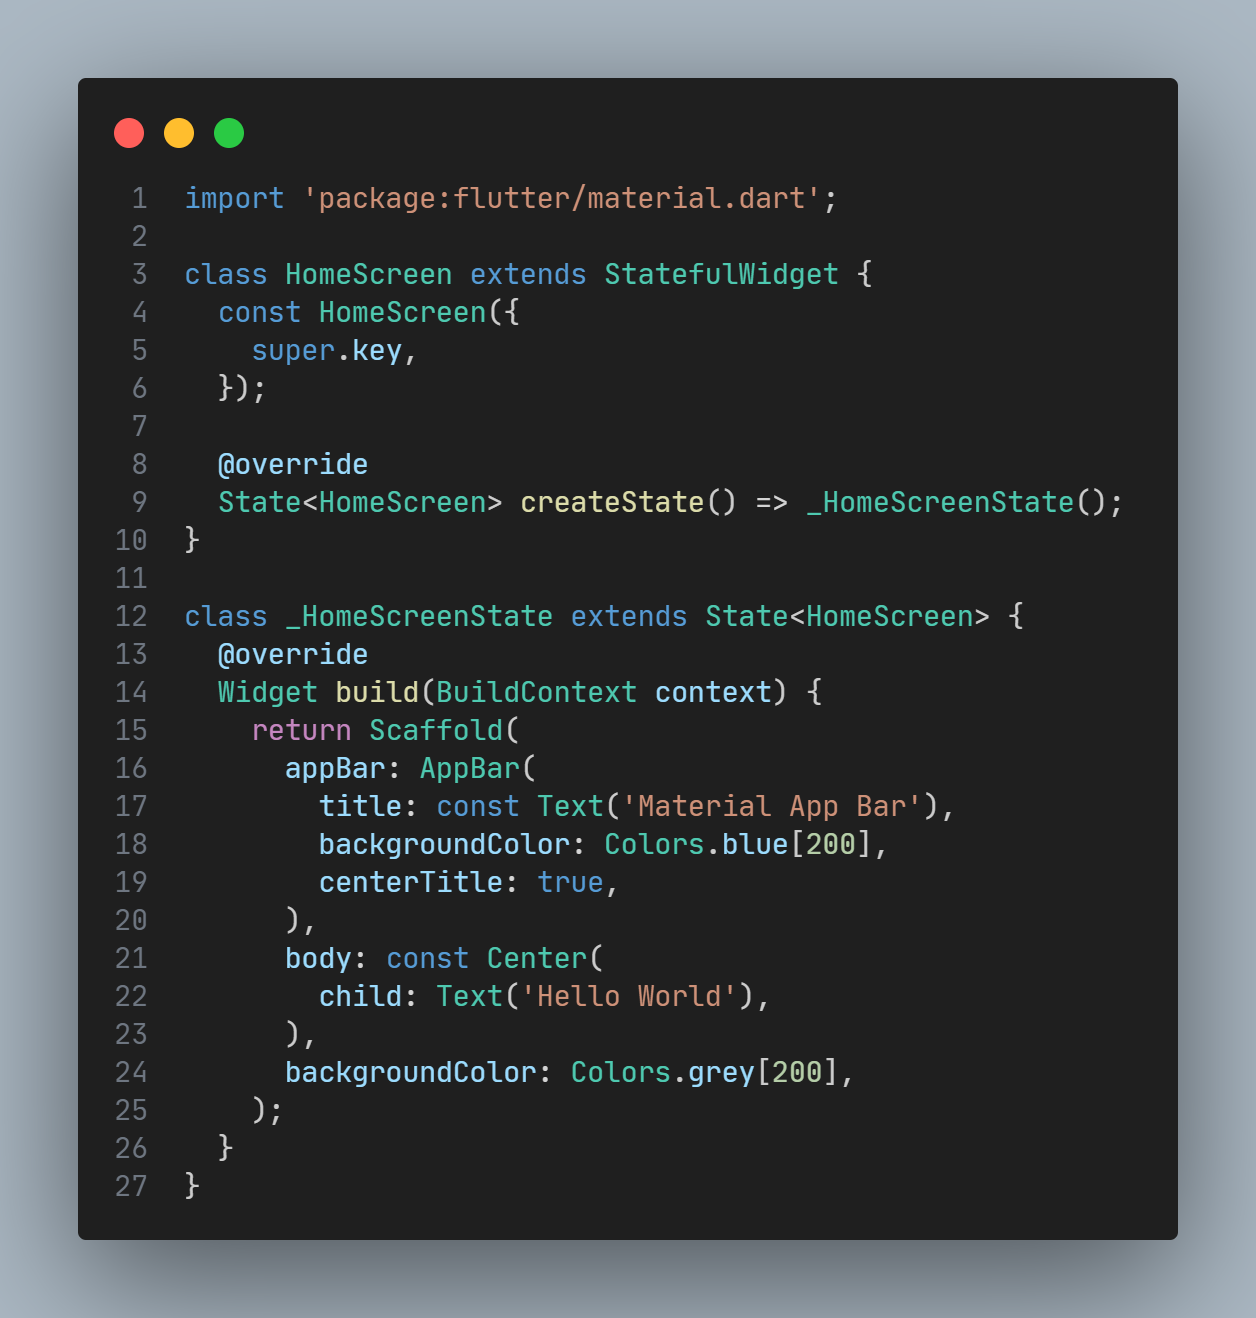 1 import 'package:flutter/material.dart';
2
3 class HomeScreen extends StatefulWidget {
4   const HomeScreen({
5     super.key,
6   });
7
8   @override
9   State<HomeScreen> createState() => _HomeScreenState();
10 }
11
12 class _HomeScreenState extends State<HomeScreen> {
13   @override
14   Widget build(BuildContext context) {
15     return Scaffold(
16       appBar: AppBar(
17         title: const Text('Material App Bar'),
18         backgroundColor: Colors.blue[200],
19         centerTitle: true,
20       ),
21       body: const Center(
22         child: Text('Hello World'),
23       ),
24       backgroundColor: Colors.grey[200],
25     );
26   }
27 }